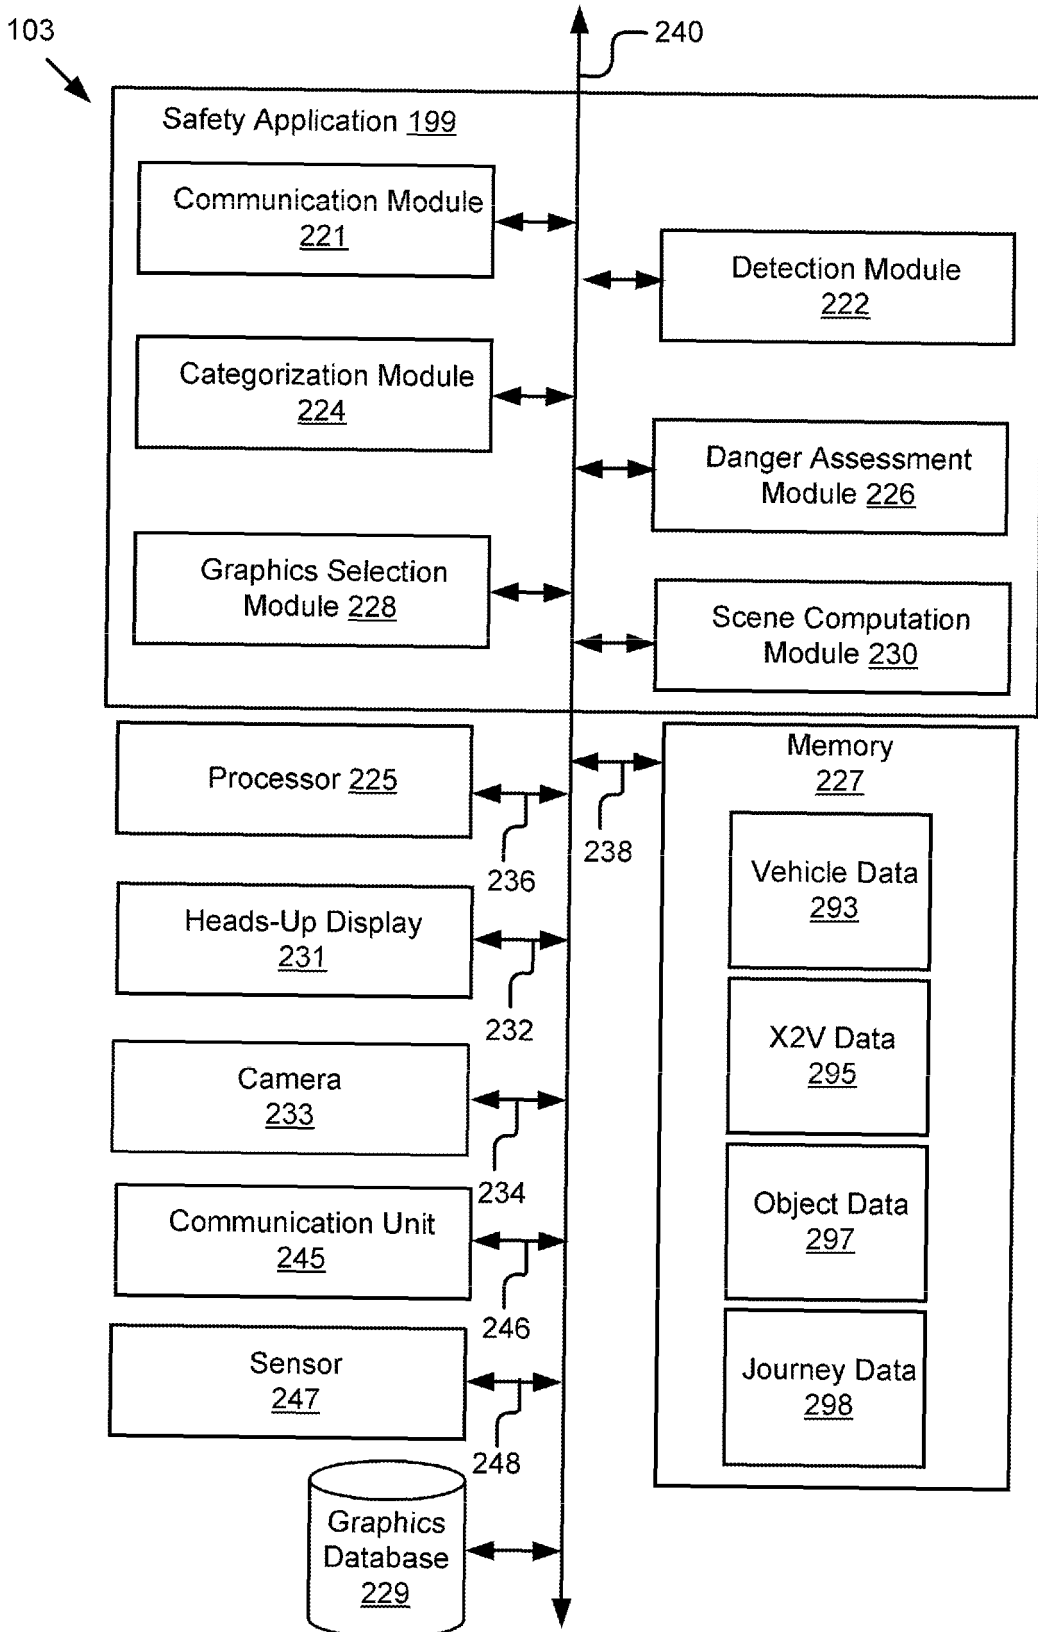 103
240
Safety Application 199
Communication Module
221
Detection Module
222
Categorization Module
224
Danger Assessment
Module 226
Graphics Selection
Module 228
Scene Computation
Module 230
Processor 225
236
238
Memory
227
Vehicle Data
293
Heads-Up Display
231
232
X2V Data
295
Camera
233
234
Object Data
297
Communication Unit
245
246
Journey Data
298
Sensor
247
248
Graphics
Database
229